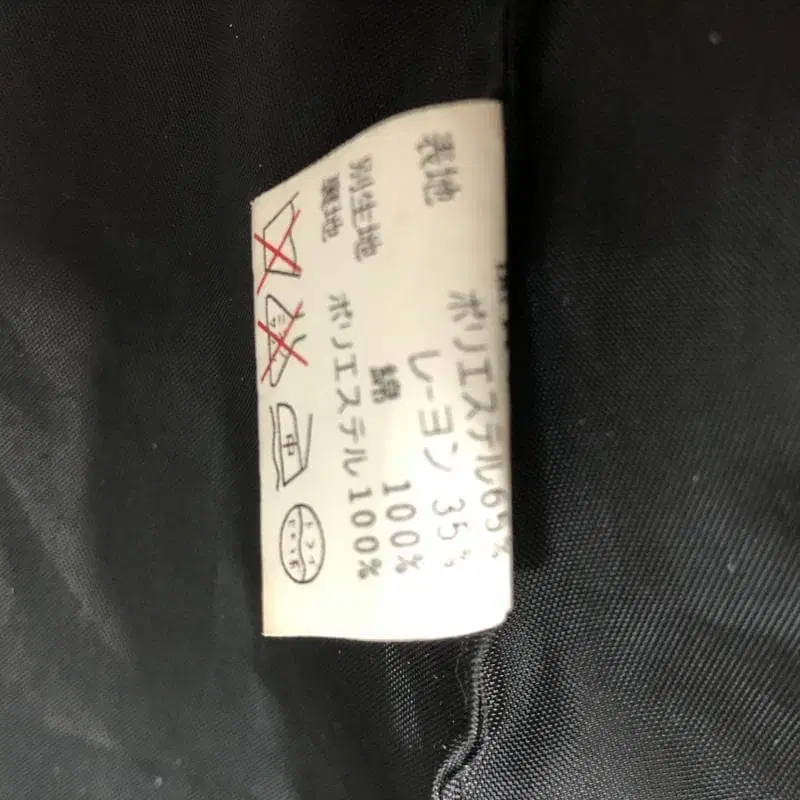 表地 ポリエステル65%
レーヨン 35%
別生地 綿 100%
裏地 ポリエステル100%